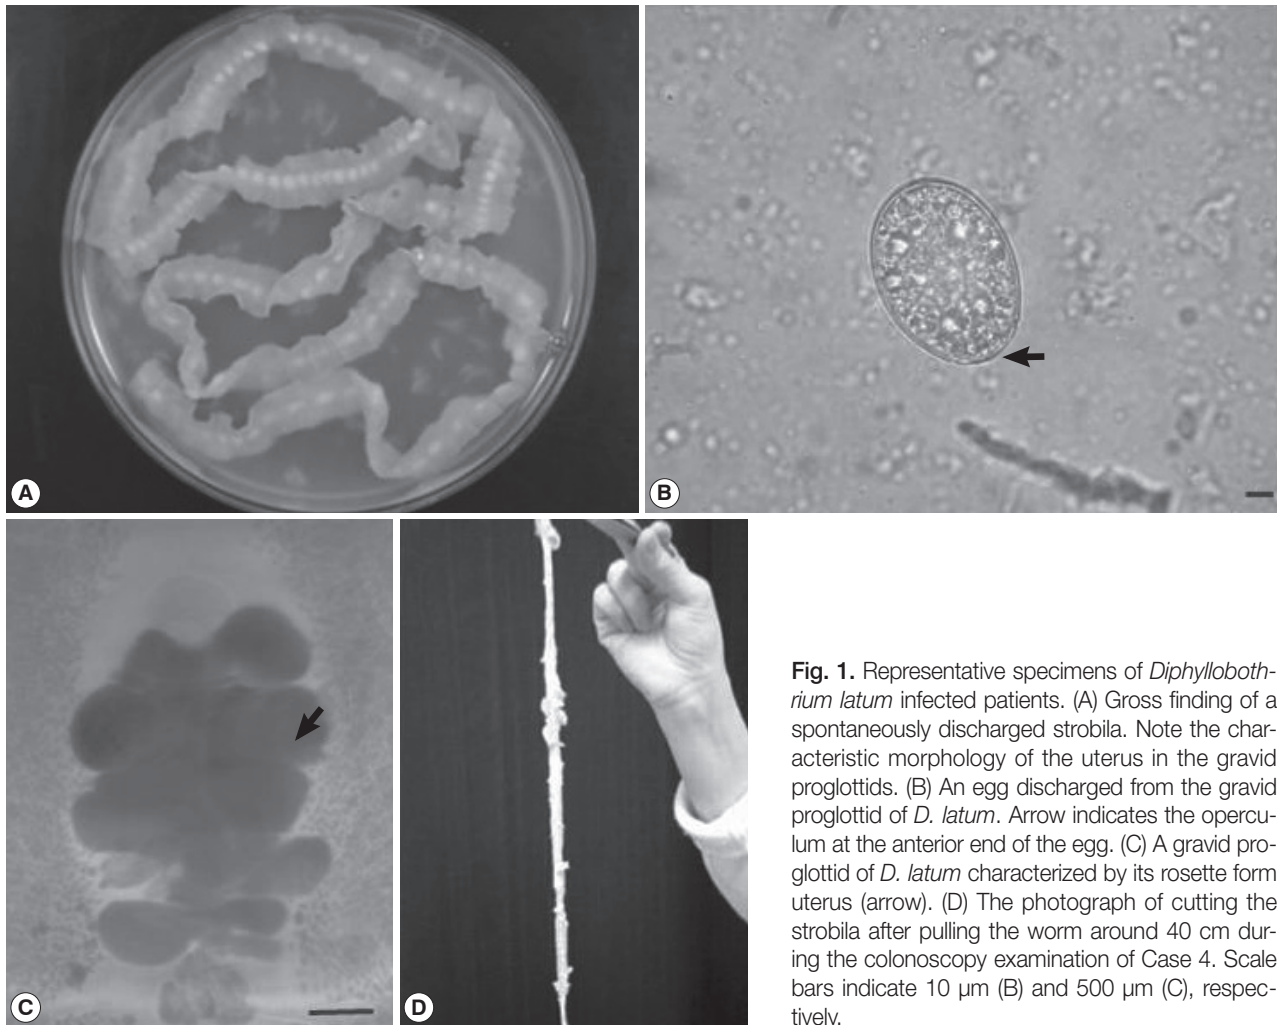 A
B
C
D
Fig. 1. Representative specimens of Diphylloboth-
rium latum infected patients. (A) Gross finding of a
spontaneously discharged strobila. Note the char-
acteristic morphology of the uterus in the gravid
proglottids. (B) An egg discharged from the gravid
proglottid of D. latum. Arrow indicates the opercu-
lum at the anterior end of the egg. (C) A gravid pro-
glottid of D. latum characterized by its rosette form
uterus (arrow). (D) The photograph of cutting the
strobila after pulling the worm around 40 cm dur-
ing the colonoscopy examination of Case 4. Scale
bars indicate 10 µm (B) and 500 µm (C), respec-
tively.